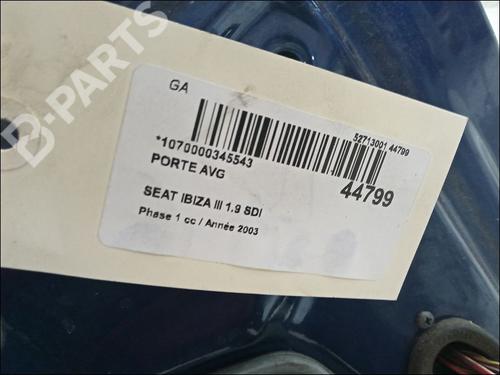 B-PARTS
GA
52713001 44799
*1070000345543
PORTE AVG
44799
SEAT IBIZA III 1.9 SDI
Phase 1 cc / Année 2003